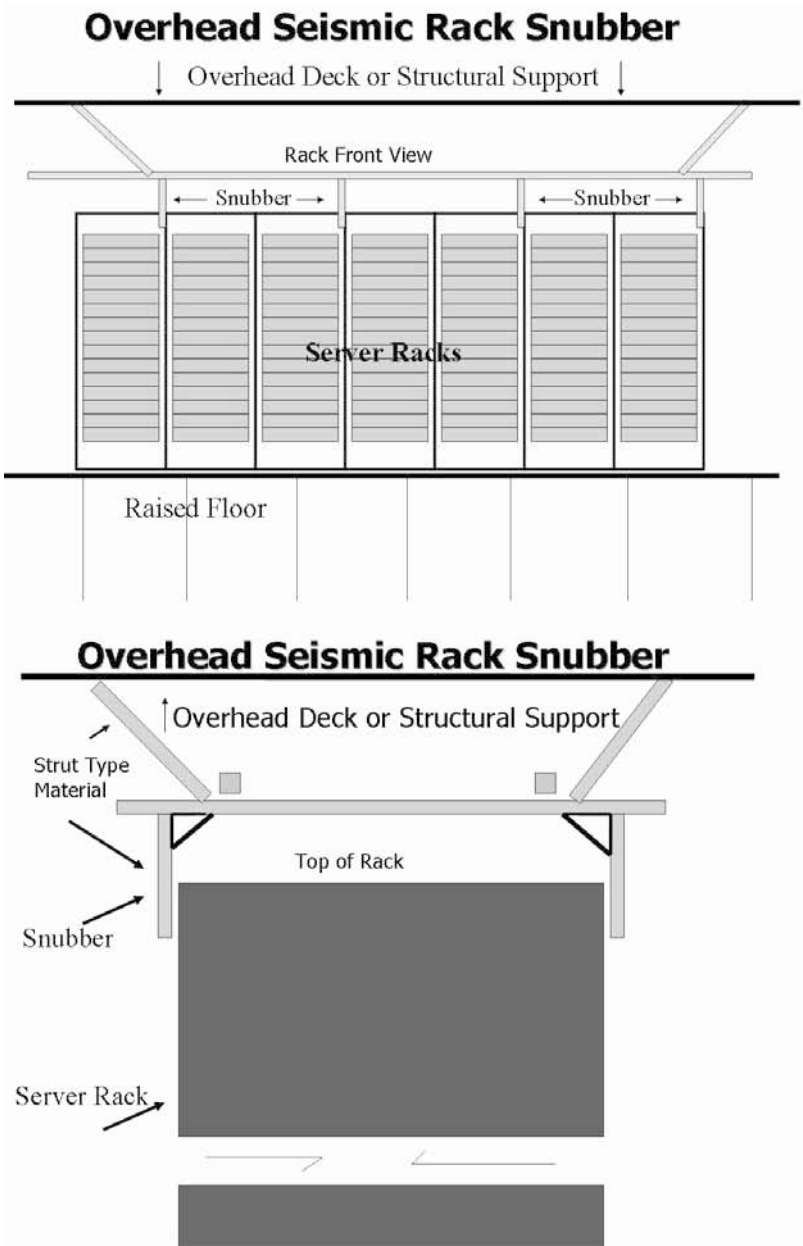 Overhead Seismic Rack Snubber
Overhead Deck or Structural Support
Rack Front View
Snubber
Snubber
Server Racks
Raised Floor
Overhead Seismic Rack Snubber
Overhead Deck or Structural Support
Strut Type
Material
Top of Rack
Snubber
Server Rack